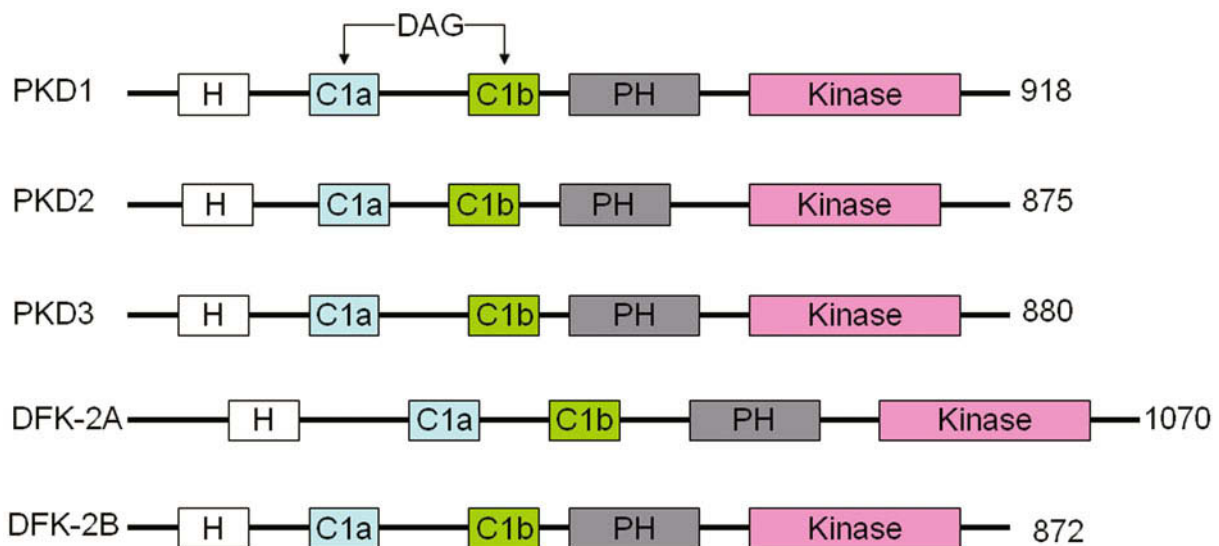 DAG
PKD1 H C1a C1b PH Kinase 918
PKD2 H C1a C1b PH Kinase 875
PKD3 H C1a C1b PH Kinase 880
DFK-2A H C1a C1b PH Kinase 1070
DFK-2B H C1a C1b PH Kinase 872